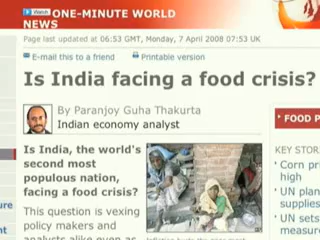 Watch ONE-MINUTE WORLD
NEWS
Page last updated at 06:53 GMT, Monday, 7 April 2008 07:53 UK
E-mail this to a friend Printable version
Is India facing a food crisis?
By Paranjoy Guha Thakurta
Indian economy analyst
FOOD P
Is India, the world's
second most
populous nation,
facing a food crisis?
This question is vexing
policy makers and
KEY STOR
Corn pri
high
UN plan
supplies
UN sets
measure